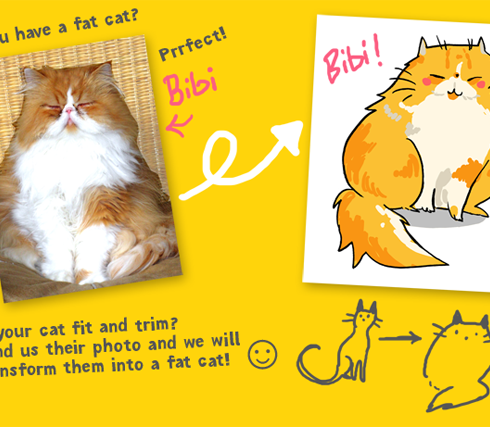 u have a fat cat?
Prrfect!
Bibi
Bibi!
your cat fit and trim?
nd us their photo and we will
nsform them into a fat cat!